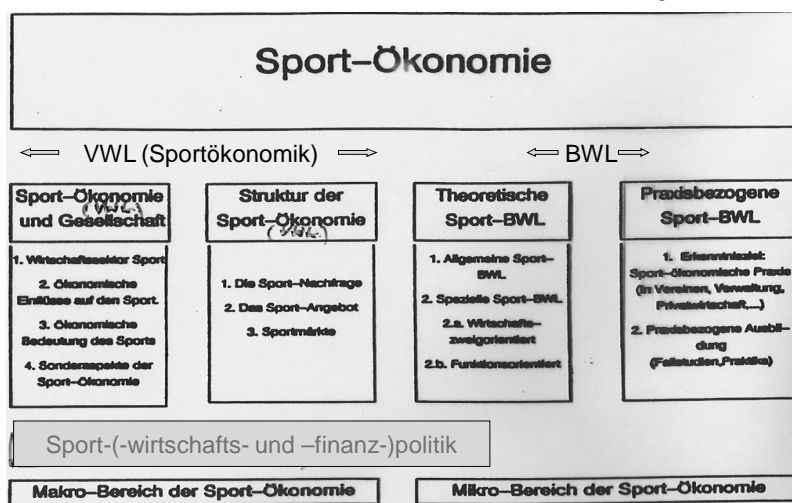 Sport–Ökonomie
VWL (Sportökonomik)
BWL
Sport–Ökonomie
(VWL)
und Gesellschaft
Struktur der
Sport–Ökonomie
(VWL)
Theoretische
Sport–BWL
Praxisbezogene
Sport–BWL
1. Wirtschaftssektor Sport
2. Ökonomische
Einflüsse auf den Sport.
3. Ökonomische
Bedeutung des Sports
4. Sonderaspekte der
Sport–Ökonomie
1. Die Sport–Nachfrage
2. Das Sport–Angebot
3. Sportmärkte
1. Allgemeine Sport–
BWL
2. Spezielle Sport–BWL
2.a. Wirtschafts–
zweigorientiert
2.b. Funktionsorientiert
1. Erkenntnisziel:
Sport–ökonomische Praxis
(in Vereinen, Verwaltung,
Privatwirtschaft,...)
2. Praxisbezogene Ausbil–
dung
(Fallstudien,Praktika)
Sport-(-wirtschafts- und –finanz-)politik
Makro–Bereich der Sport–Ökonomie
Mikro–Bereich der Sport–Ökonomie